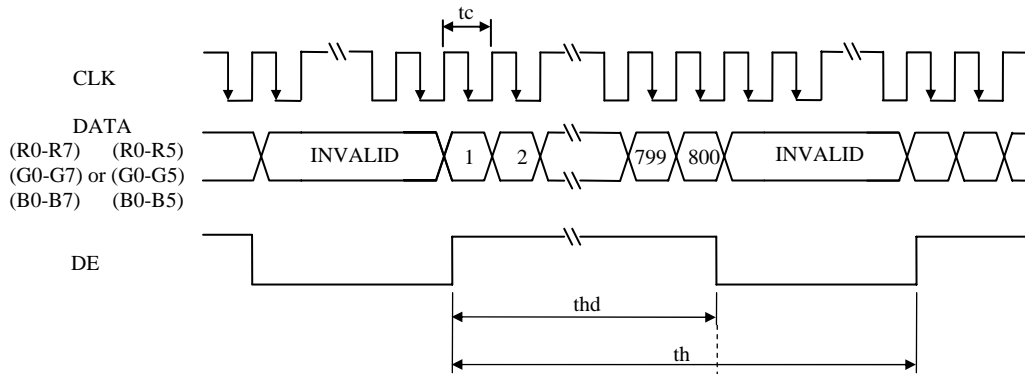 tc
CLK
DATA
(R0-R7) (R0-R5)
(G0-G7) or (G0-G5)
(B0-B7) (B0-B5)
INVALID 1 2 799 800 INVALID
DE
thd
th